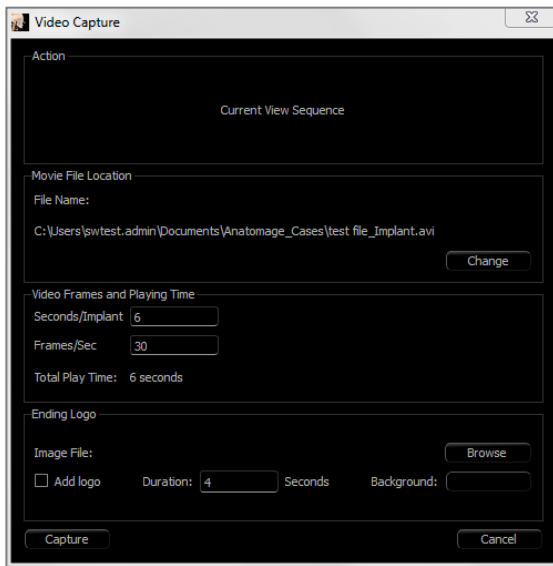 Video Capture
Action
Current View Sequence
Movie File Location
File Name:
C:\Users\swtest.admin\Documents\Anatomage_Cases\test file_Implant.avi
Change
Video Frames and Playing Time
Seconds/Implant 6
Frames/Sec 30
Total Play Time: 6 seconds
Ending Logo
Image File: Browse
Add logo Duration: 4 Seconds Background:
Capture Cancel